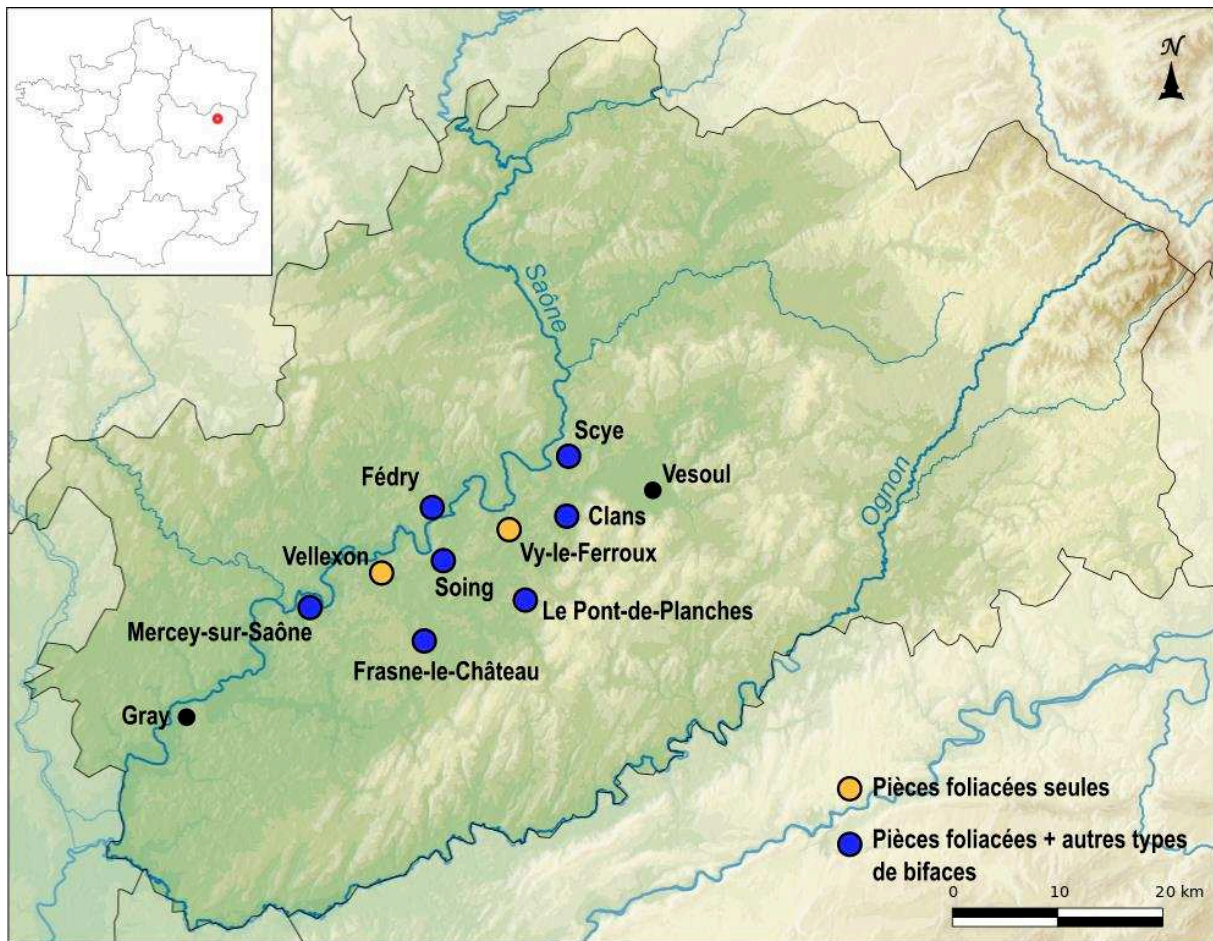 N
Saône
Scye
Vesoul
Fédry
Ognon
Clans
Vellexon
Vy-le-Ferroux
Soing
Le Pont-de-Planches
Mercey-sur-Saône
Frasne-le-Château
Gray
Pièces foliacées seules
Pièces foliacées + autres types
de bifaces
0 10 20 km